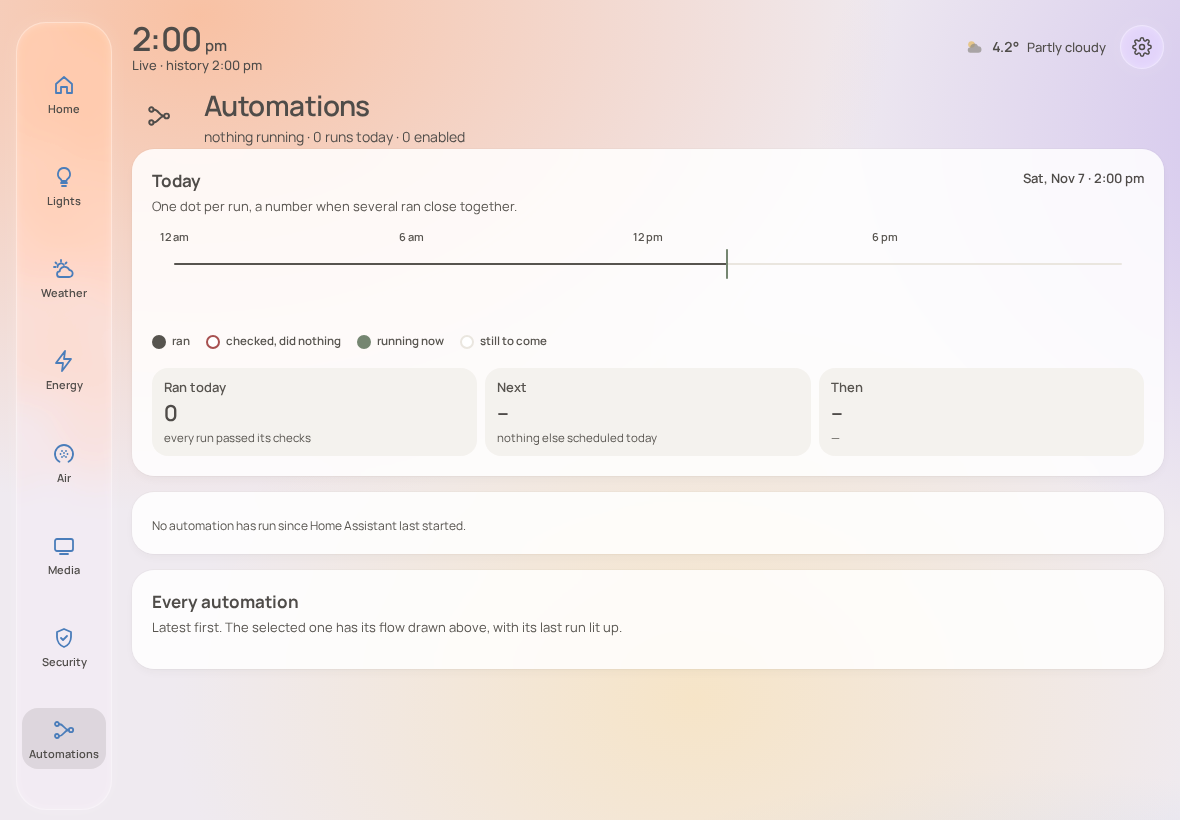 2:00 pm
Live · history 2:00 pm
4.2° Partly cloudy
Home
Lights
Weather
Energy
Air
Media
Security
Automations
Automations
nothing running · 0 runs today · 0 enabled
Today
Sat, Nov 7 · 2:00 pm
One dot per run, a number when several ran close together.
12 am 6 am 12 pm 6 pm
ran checked, did nothing running now still to come
Ran today
0
every run passed its checks
Next
–
nothing else scheduled today
Then
–
—
No automation has run since Home Assistant last started.
Every automation
Latest first. The selected one has its flow drawn above, with its last run lit up.